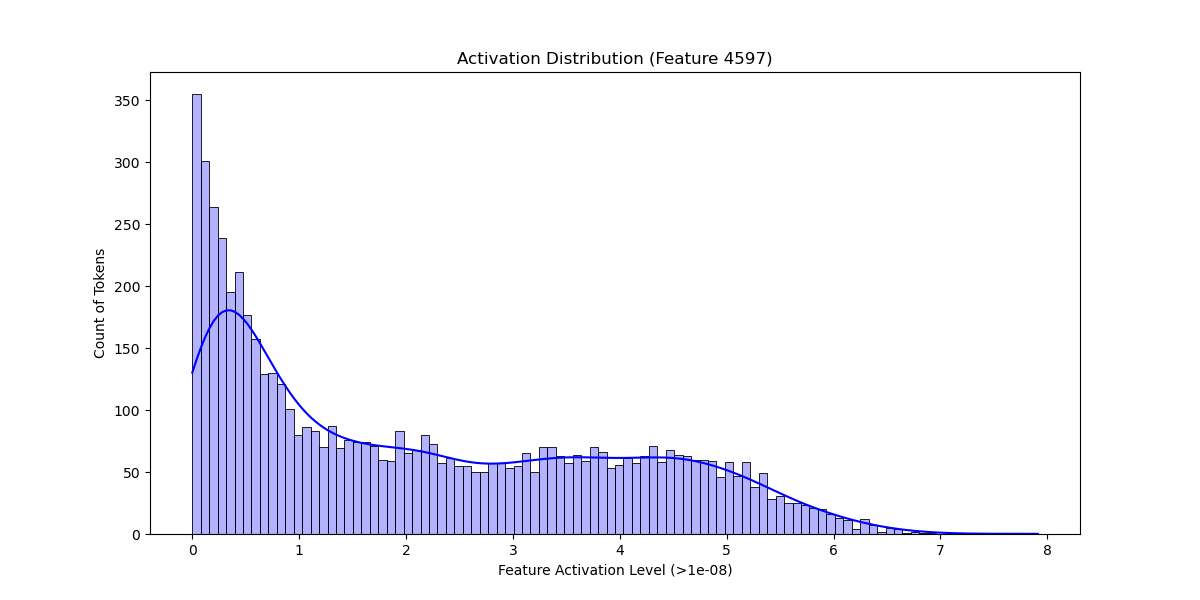 Activation Distribution (Feature 4597)
350
300
250
200
150
100
50
0
Count of Tokens
0 1 2 3 4 5 6 7 8
Feature Activation Level (>1e-08)